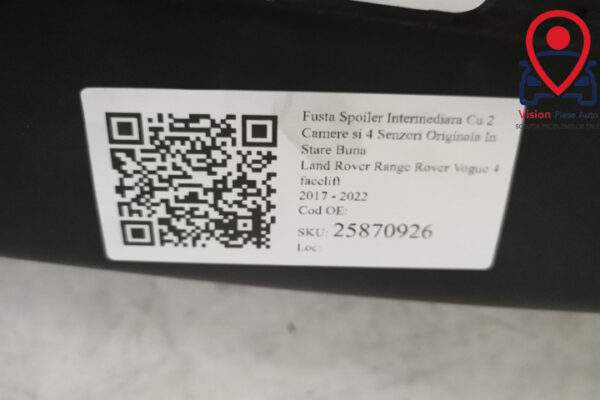 Vision Piese Auto
Fusta Spoiler Intermediara Cu 2
Camere si 4 Senzori Originala In
Stare Buna
Land Rover Range Rover Vogue 4
facelift
2017 - 2022
Cod OE:
SKU: 25870926
Loc: